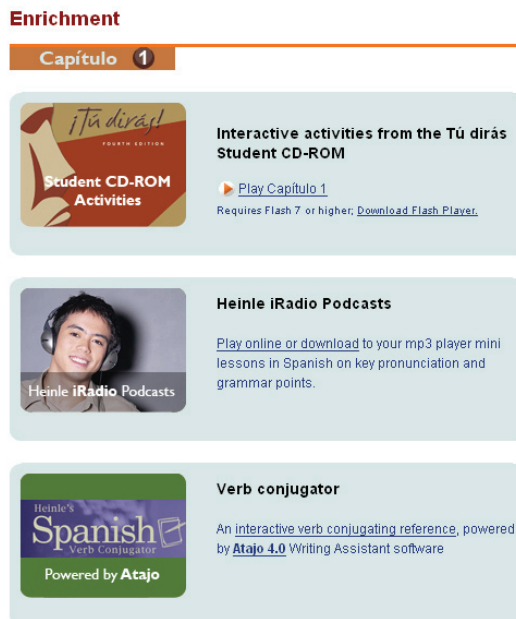 Enrichment
Capítulo 1
¡Tú dirás!
FOURTH EDITION
Student CD-ROM
Activities
Interactive activities from the Tú dirás
Student CD-ROM
Play Capítulo 1
Requires Flash 7 or higher; Download Flash Player.
Heinle iRadio Podcasts
Heinle iRadio Podcasts
Play online or download to your mp3 player mini
lessons in Spanish on key pronunciation and
grammar points.
Heinle's
Spanish
Verb Conjugator
Powered by Atajo
Verb conjugator
An interactive verb conjugating reference, powered
by Atajo 4.0 Writing Assistant software